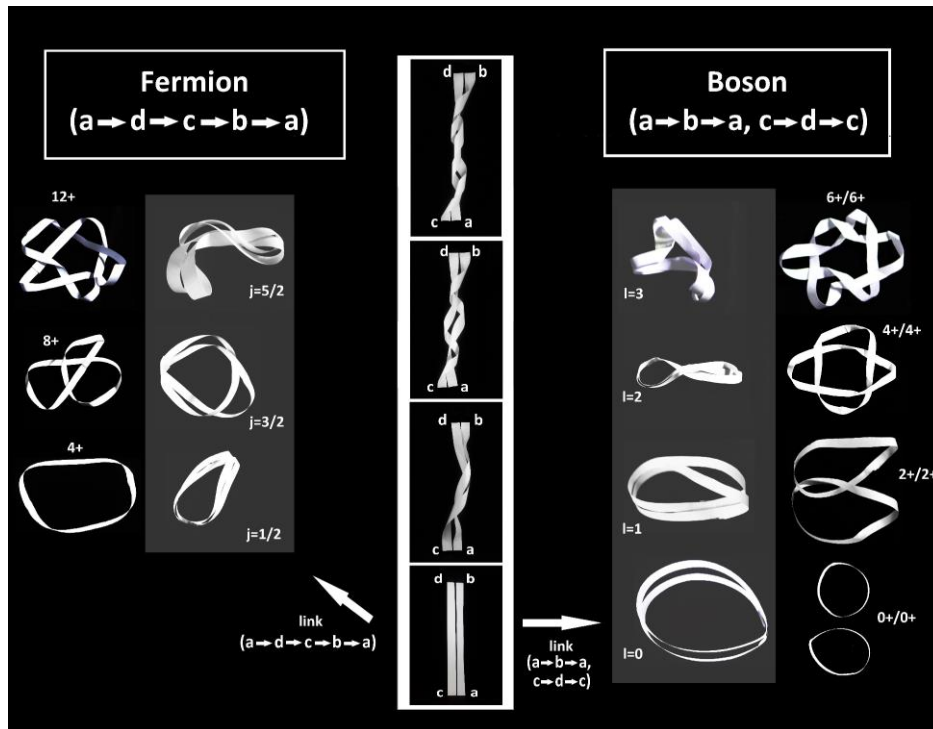 Fermion
(a→d→c→b→a)
12+
j=5/2
8+
j=3/2
4+
j=1/2
link
(a→d→c→b→a)
d b
c a
d b
c a
d b
c a
d b
c a
link
(a→b→a,
c→d→c)
Boson
(a→b→a, c→d→c)
6+/6+
l=3
4+/4+
l=2
2+/2+
l=1
0+/0+
l=0